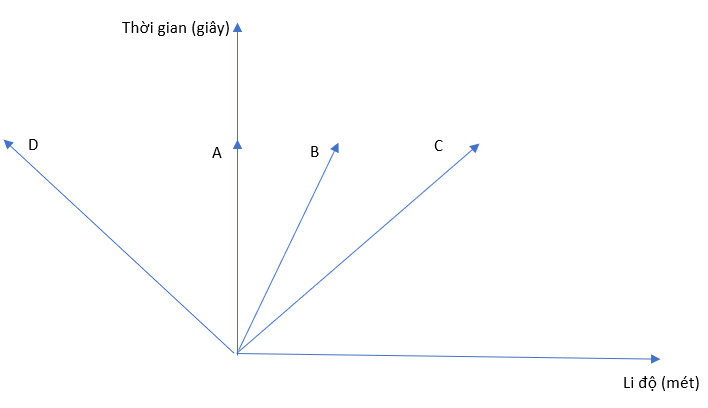 Thời gian (giây)
D
A
B
C
Li độ (mét)